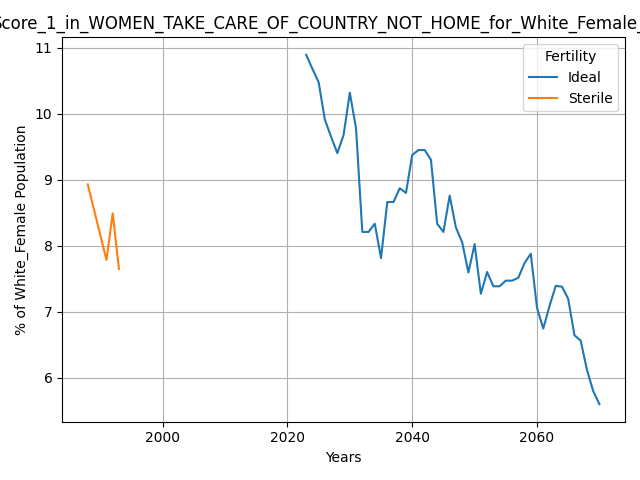 Score_1_in_WOMEN_TAKE_CARE_OF_COUNTRY_NOT_HOME_for_White_Female_
Fertility
Ideal
Sterile
% of White_Female Population
11
10
9
8
7
6
2000 2020 2040 2060
Years